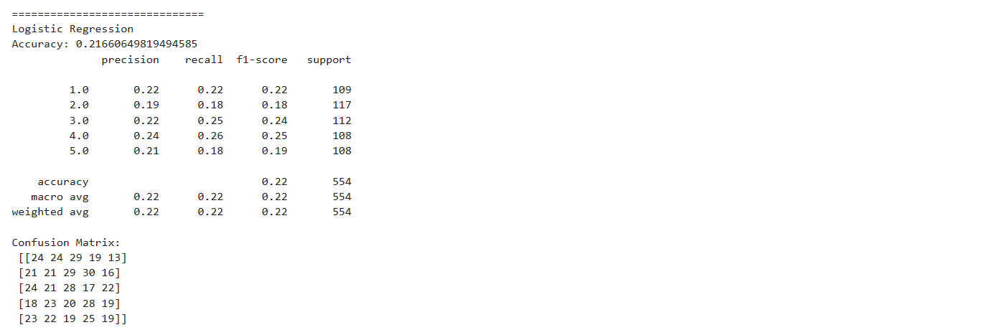 ==============================
Logistic Regression
Accuracy: 0.21660649819494585
              precision    recall  f1-score   support

         1.0       0.22      0.22      0.22       109
         2.0       0.19      0.18      0.18       117
         3.0       0.22      0.25      0.24       112
         4.0       0.24      0.26      0.25       108
         5.0       0.21      0.18      0.19       108

    accuracy                           0.22       554
   macro avg       0.22      0.22      0.22       554
weighted avg       0.22      0.22      0.22       554

Confusion Matrix:
 [[24 24 29 19 13]
 [21 21 29 30 16]
 [24 21 28 17 22]
 [18 23 20 28 19]
 [23 22 19 25 19]]